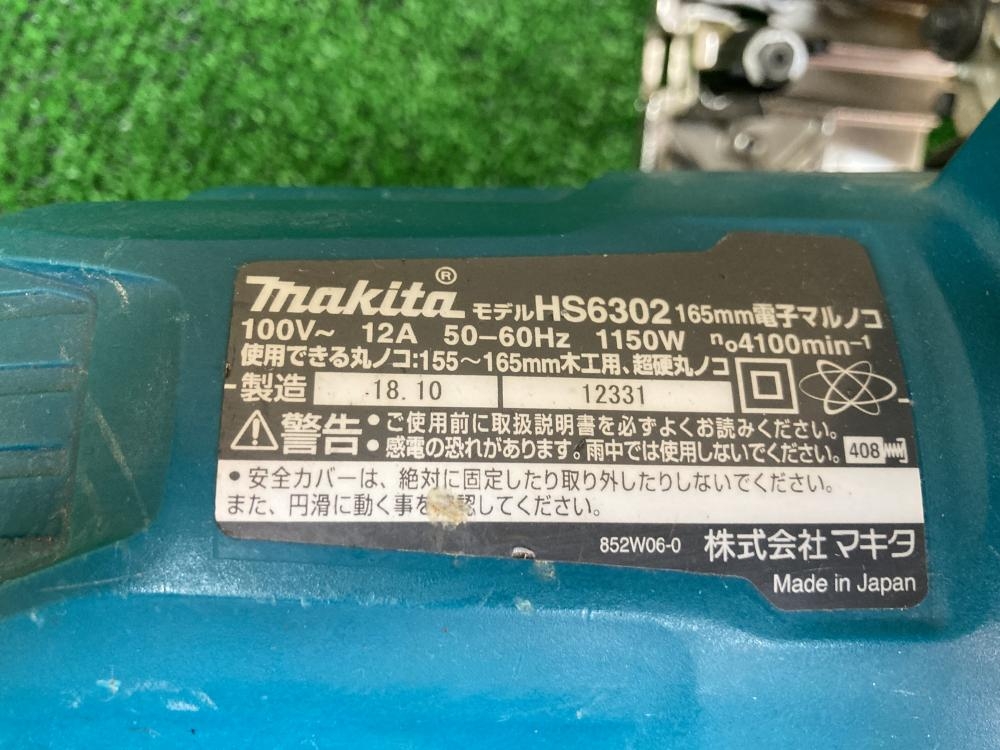 makita® モデル HS6302 165mm電子マルノコ
100V～ 12A 50-60Hz 1150W n₀4100min⁻¹
使用できる丸ノコ:155～165mm木工用、超硬丸ノコ
製造 18.10 12331
警告 • ご使用前に取扱説明書を必ずよくお読みください。
• 感電の恐れがあります。雨中では使用しないでください。 408
• 安全カバーは、絶対に固定したり取り外したりしないでください。
また、円滑に動く事を認してください。
852W06-0 株式会社マキタ
Made in Japan